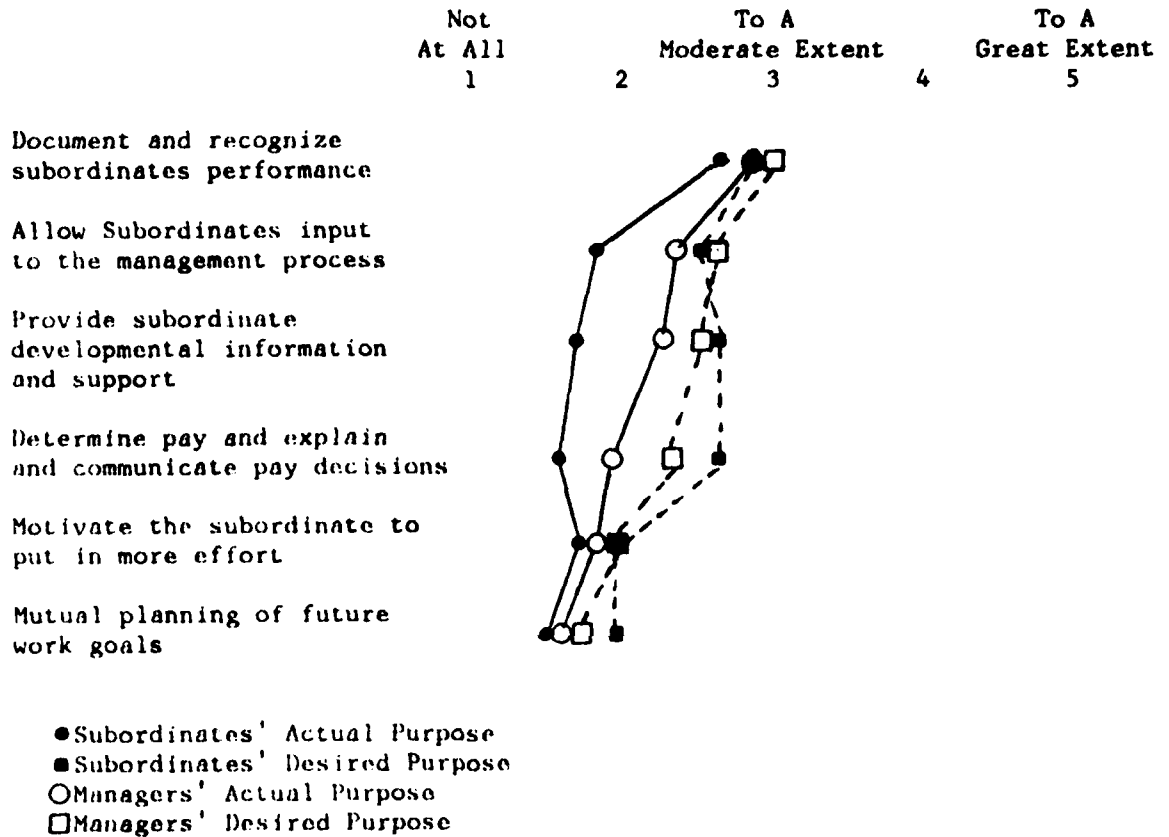 Not To A To A
At All Moderate Extent Great Extent
1 2 3 4 5
Document and recognize
subordinates performance
Allow Subordinates input
to the management process
Provide subordinate
developmental information
and support
Determine pay and explain
and communicate pay decisions
Motivate the subordinate to
put in more effort
Mutual planning of future
work goals
Subordinates' Actual Purpose
Subordinates' Desired Purpose
Managers' Actual Purpose
Managers' Desired Purpose